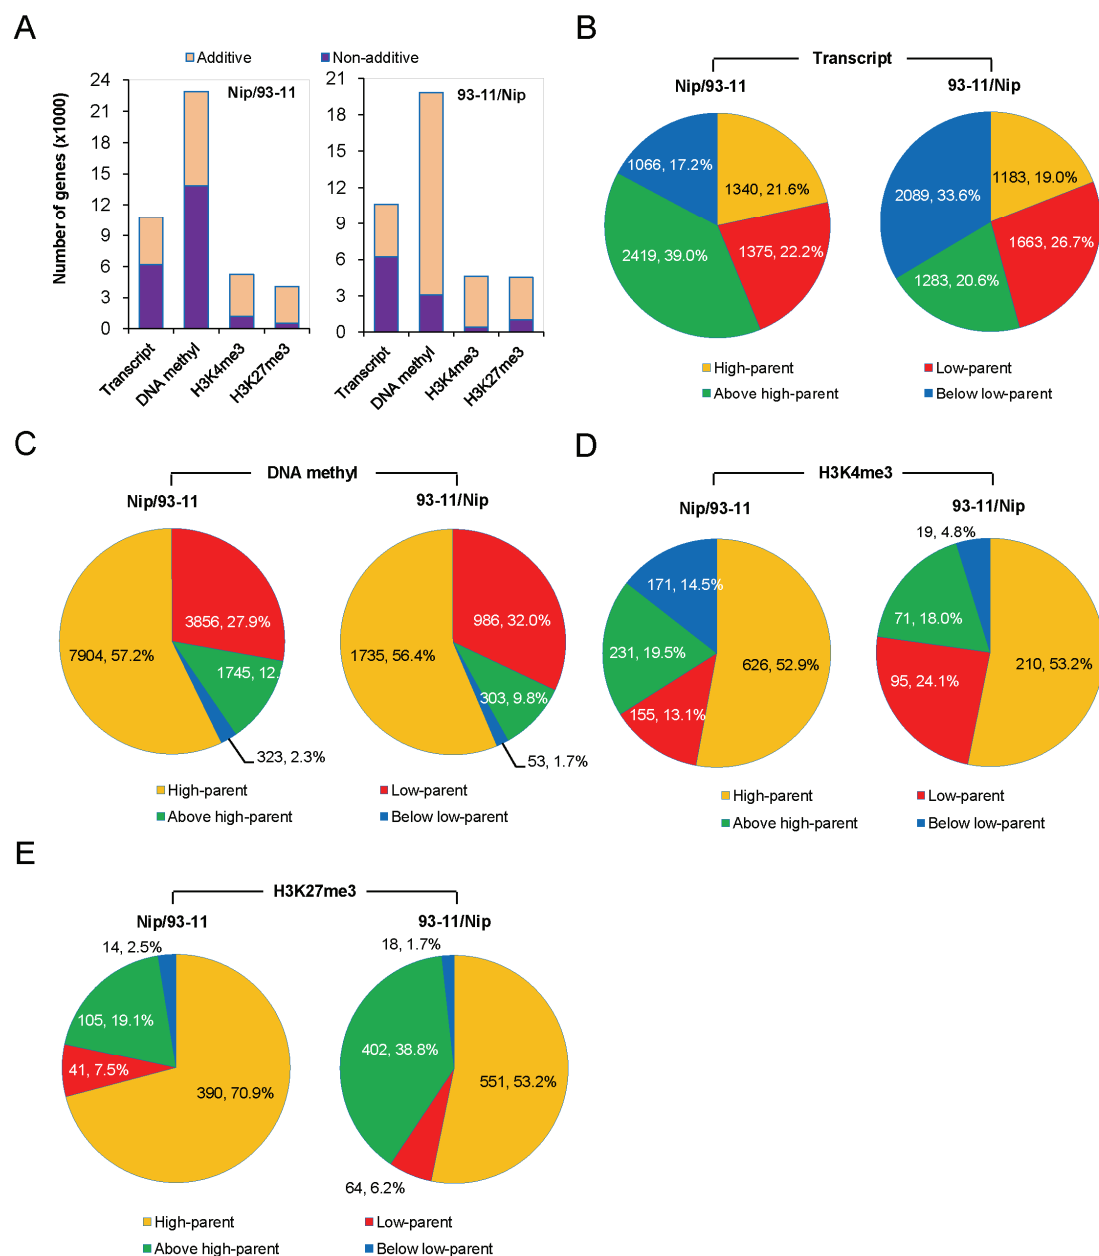 A
Additive
Non-additive
Number of genes (x1000)
Nip/93-11
24
21
18
15
12
9
6
3
0
Transcript
DNA methyl
H3K4me3
H3K27me3
93-11/Nip
21
18
15
12
9
6
3
0
Transcript
DNA methyl
H3K4me3
H3K27me3
B
Transcript
Nip/93-11
93-11/Nip
1066, 17.2%
1340, 21.6%
2419, 39.0%
1375, 22.2%
2089, 33.6%
1183, 19.0%
1663, 26.7%
1283, 20.6%
High-parent
Low-parent
Above high-parent
Below low-parent
C
DNA methyl
Nip/93-11
93-11/Nip
3856, 27.9%
7904, 57.2%
1745, 12.
323, 2.3%
986, 32.0%
1735, 56.4%
303, 9.8%
53, 1.7%
High-parent
Low-parent
Above high-parent
Below low-parent
D
H3K4me3
Nip/93-11
93-11/Nip
171, 14.5%
231, 19.5%
626, 52.9%
155, 13.1%
19, 4.8%
71, 18.0%
210, 53.2%
95, 24.1%
High-parent
Low-parent
Above high-parent
Below low-parent
E
H3K27me3
Nip/93-11
93-11/Nip
14, 2.5%
105, 19.1%
41, 7.5%
390, 70.9%
18, 1.7%
402, 38.8%
551, 53.2%
64, 6.2%
High-parent
Low-parent
Above high-parent
Below low-parent